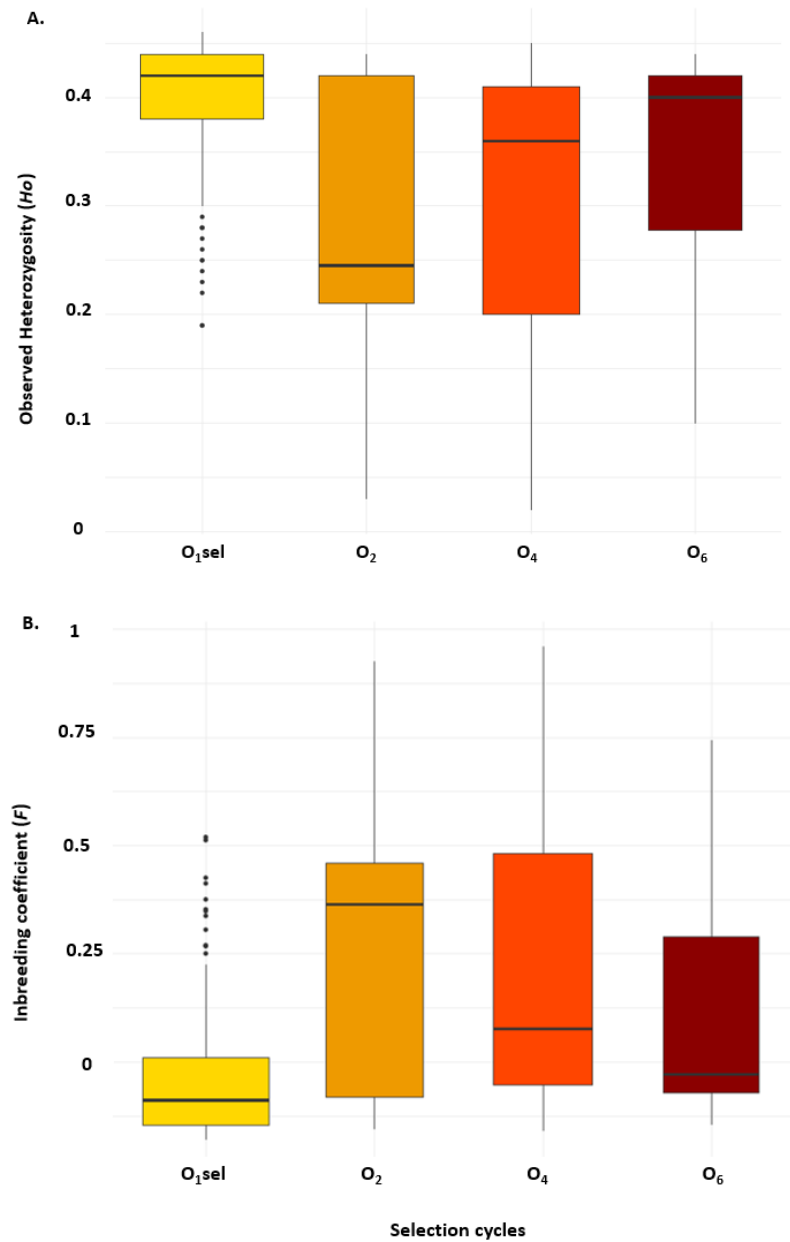 A.
Observed Heterozygosity (Ho)
0.4
0.3
0.2
0.1
0
O₁sel O₂ O₄ O₆
B.
Inbreeding coefficient (F)
1
0.75
0.5
0.25
0
O₁sel O₂ O₄ O₆
Selection cycles